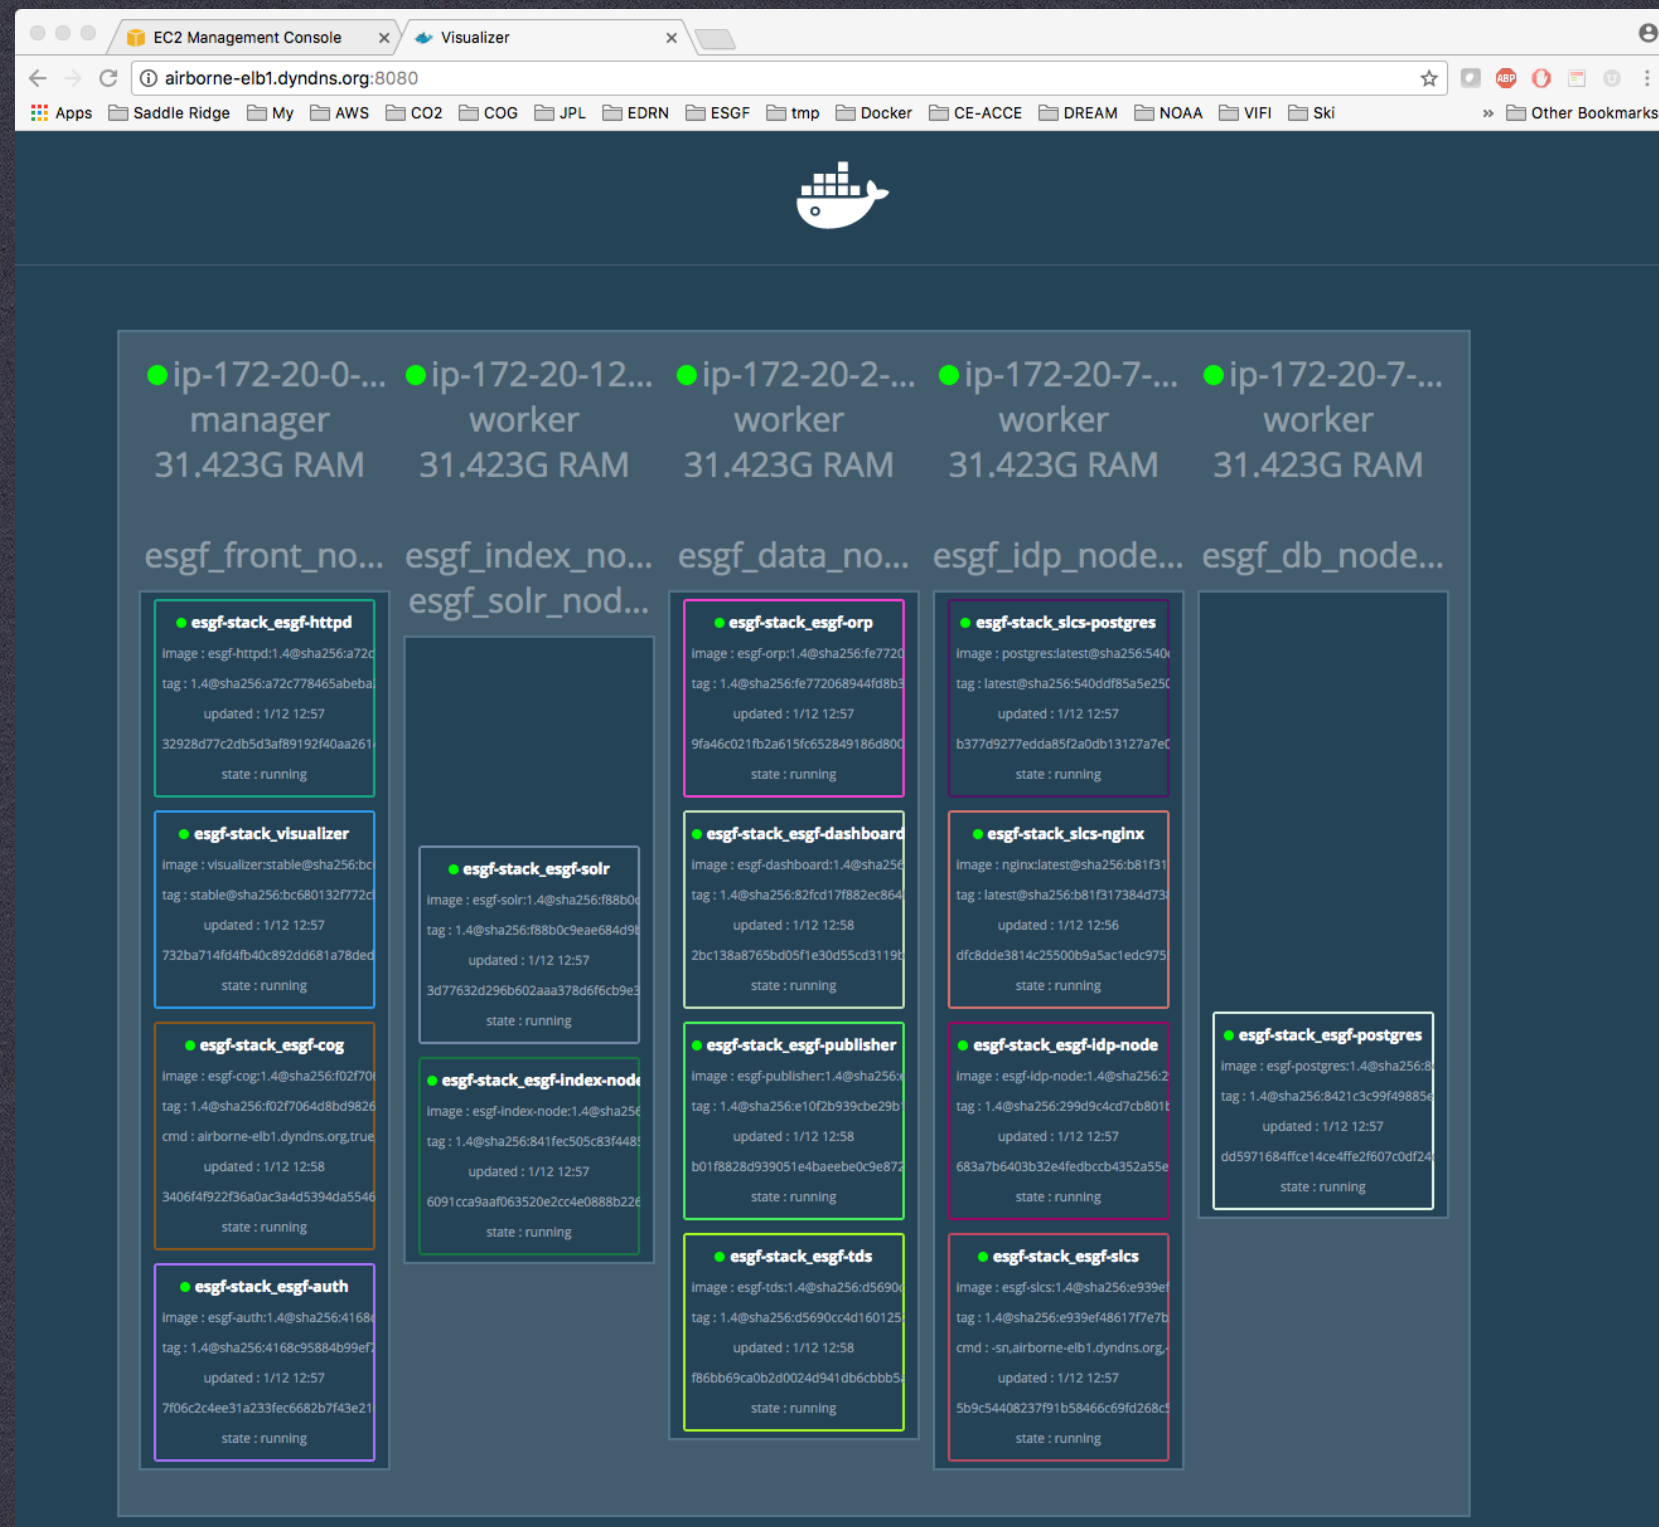 EC2 Management Console
Visualizer
airborne-elb1.dyndns.org:8080
ABP
Apps Saddle Ridge My AWS CO2 COG JPL EDRN ESGF tmp Docker CE-ACCE DREAM NOAA VIFI Ski » Other Bookmarks
ip-172-20-0-...
manager
31.423G RAM
esgf_front_no...
esgf-stack_esgf-httpd
image : esgf-httpd:1.4@sha256:a72c
tag : 1.4@sha256:a72c778465abeba
updated : 1/12 12:57
32928d77c2db5d3af89192f40aa261
state : running
esgf-stack_visualizer
image : visualizer:stable@sha256:bc
tag : stable@sha256:bc680132f772c
updated : 1/12 12:57
732ba714fd4fb40c892dd681a78ded
state : running
esgf-stack_esgf-cog
image : esgf-cog:1.4@sha256:f02f70
tag : 1.4@sha256:f02f7064d8bd9826
cmd : airborne-elb1.dyndns.org,true
updated : 1/12 12:58
3406f4f922f36a0ac3a4d5394da5546
state : running
esgf-stack_esgf-auth
image : esgf-auth:1.4@sha256:4168
tag : 1.4@sha256:4168c95884b99ef
updated : 1/12 12:57
7f06c2c4ee31a233fec6682b7f43e21
state : running
ip-172-20-12...
worker
31.423G RAM
esgf_index_no...
esgf_solr_nod...
esgf-stack_esgf-solr
image : esgf-solr:1.4@sha256:f88b0
tag : 1.4@sha256:f88b0c9eae684d9
updated : 1/12 12:57
3d77632d296b602aaa378d6f6cb9e3
state : running
esgf-stack_esgf-index-node
image : esgf-index-node:1.4@sha256
tag : 1.4@sha256:841fec505c83f448
updated : 1/12 12:57
6091cca9aaf063520e2cc4e0888b226
state : running
ip-172-20-2-...
worker
31.423G RAM
esgf_data_no...
esgf-stack_esgf-orp
image : esgf-orp:1.4@sha256:fe7720
tag : 1.4@sha256:fe772068944fd8b3
updated : 1/12 12:57
9fa46c021fb2a615fc652849186d800
state : running
esgf-stack_esgf-dashboard
image : esgf-dashboard:1.4@sha256
tag : 1.4@sha256:82fcd17f882ec864
updated : 1/12 12:58
2bc138a8765bd05f1e30d55cd3119b
state : running
esgf-stack_esgf-publisher
image : esgf-publisher:1.4@sha256:
tag : 1.4@sha256:e10f2b939cbe29b
updated : 1/12 12:58
b01f8828d939051e4baeebe0c9e872
state : running
esgf-stack_esgf-tds
image : esgf-tds:1.4@sha256:d5690
tag : 1.4@sha256:d5690cc4d160125
updated : 1/12 12:58
f86bb69ca0b2d0024d941db6cbbb5
state : running
ip-172-20-7-...
worker
31.423G RAM
esgf_idp_node...
esgf-stack_slcs-postgres
image : postgres:latest@sha256:540
tag : latest@sha256:540ddf85a5e250
updated : 1/12 12:57
b377d9277edda85f2a0db13127a7e0
state : running
esgf-stack_slcs-nginx
image : nginx:latest@sha256:b81f31
tag : latest@sha256:b81f317384d73
updated : 1/12 12:56
dfc8dde3814c25500b9a5ac1edc975
state : running
esgf-stack_esgf-idp-node
image : esgf-idp-node:1.4@sha256:2
tag : 1.4@sha256:299d9c4cd7cb801
updated : 1/12 12:57
683a7b6403b32e4fedbccb4352a55e
state : running
esgf-stack_esgf-slcs
image : esgf-slcs:1.4@sha256:e939ef
tag : 1.4@sha256:e939ef48617f7e7b
cmd : -sn,airborne-elb1.dyndns.org,-
updated : 1/12 12:57
5b9c54408237f91b58466c69fd268c
state : running
ip-172-20-7-...
worker
31.423G RAM
esgf_db_node...
esgf-stack_esgf-postgres
image : esgf-postgres:1.4@sha256:8
tag : 1.4@sha256:8421c3c99f49885
updated : 1/12 12:57
dd5971684ffce14ce4ffe2f607c0df24
state : running